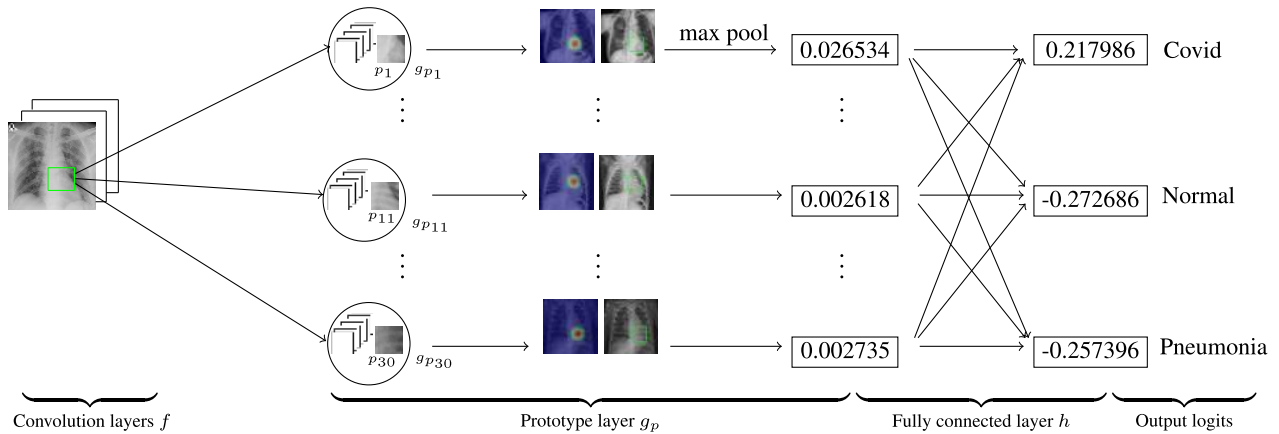 p1
gp1
max pool
0.026534
0.217986
Covid
p11
gp11
0.002618
-0.272686
Normal
p30
gp30
0.002735
-0.257396
Pneumonia
Convolution layers f
Prototype layer gp
Fully connected layer h
Output logits